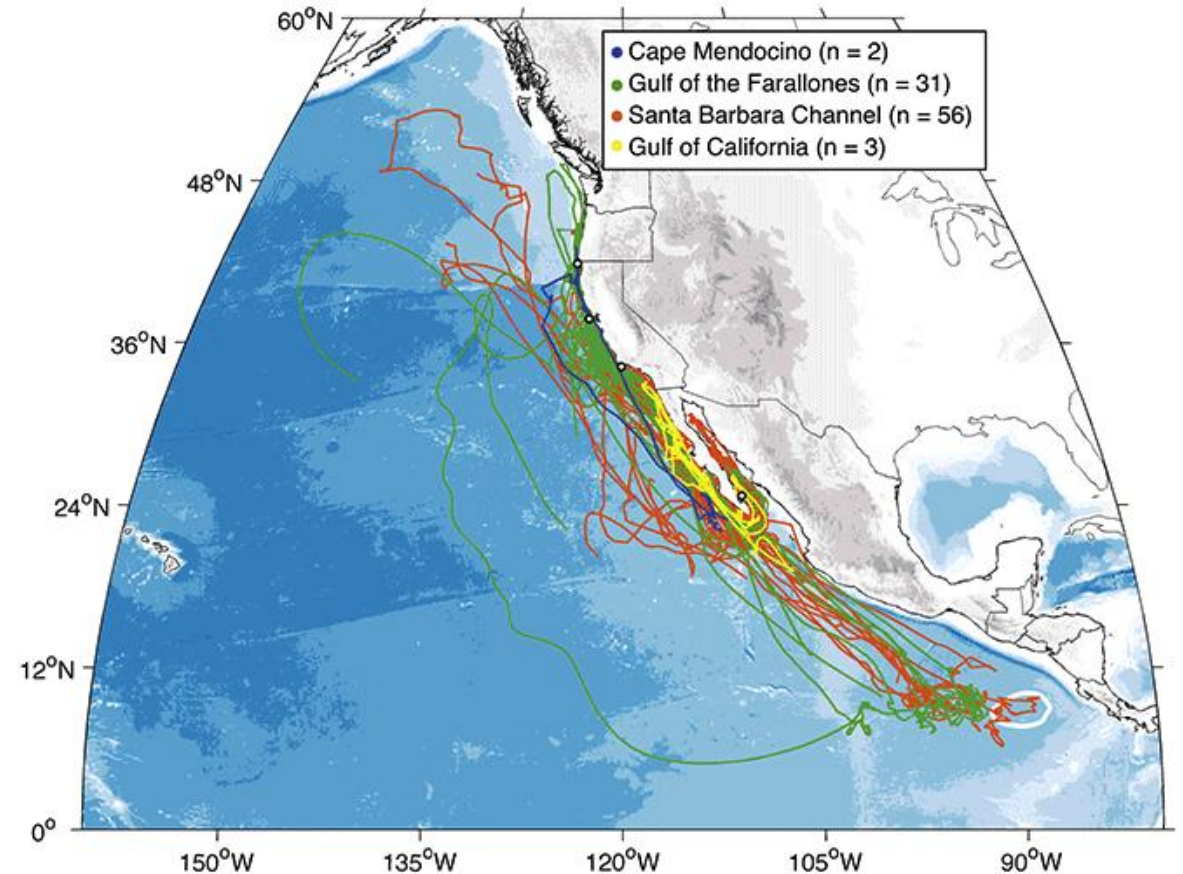 60°N
Cape Mendocino (n = 2)
Gulf of the Farallones (n = 31)
Santa Barbara Channel (n = 56)
Gulf of California (n = 3)
48°N
36°N
24°N
12°N
0°
150°W 135°W 120°W 105°W 90°W